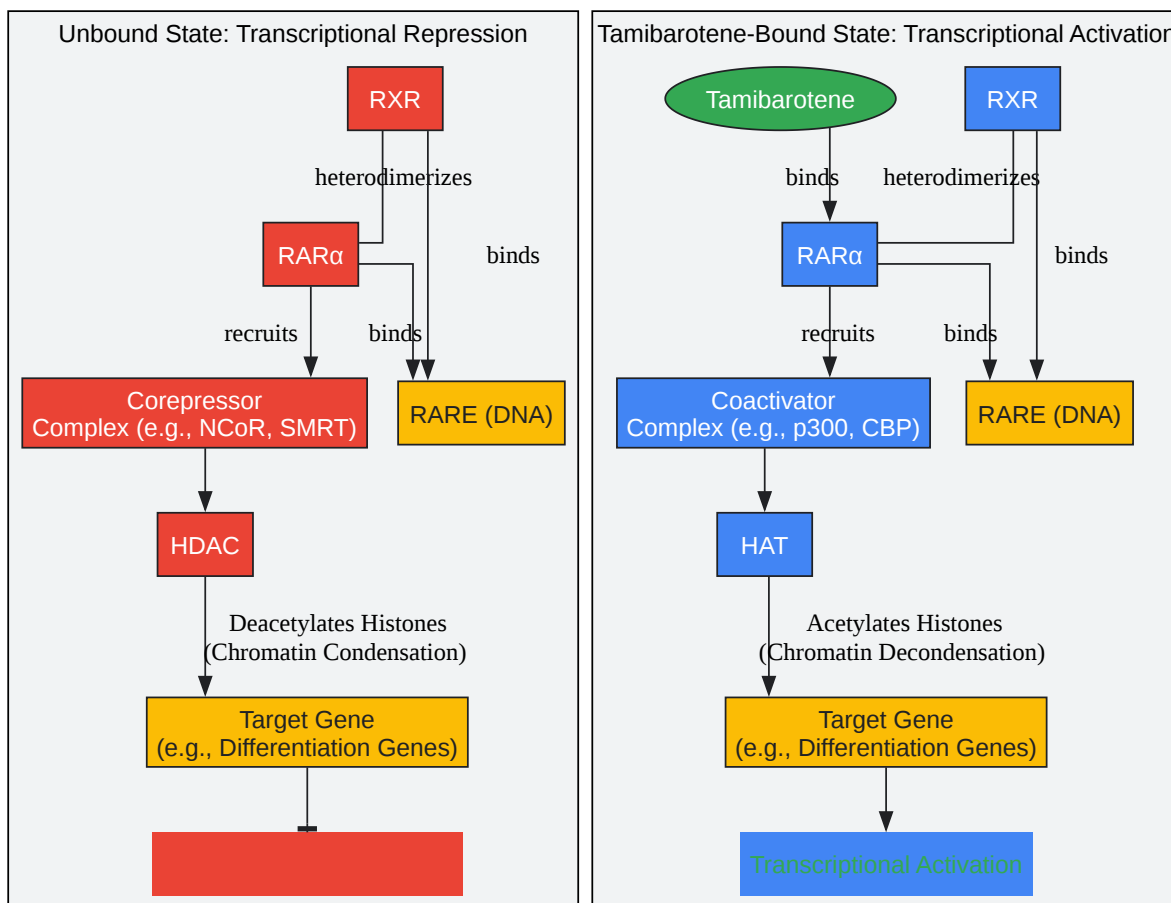 Unbound State: Transcriptional Repression
RXR
heterodimerizes
RARα
binds
recruits
binds
Corepressor
Complex (e.g., NCoR, SMRT)
RARE (DNA)
HDAC
Deacetylates Histones
(Chromatin Condensation)
Target Gene
(e.g., Differentiation Genes)
Tamibarotene-Bound State: Transcriptional Activation
Tamibarotene
RXR
binds
heterodimerizes
RARα
binds
recruits
binds
Coactivator
Complex (e.g., p300, CBP)
RARE (DNA)
HAT
Acetylates Histones
(Chromatin Decondensation)
Target Gene
(e.g., Differentiation Genes)
Transcriptional Activation